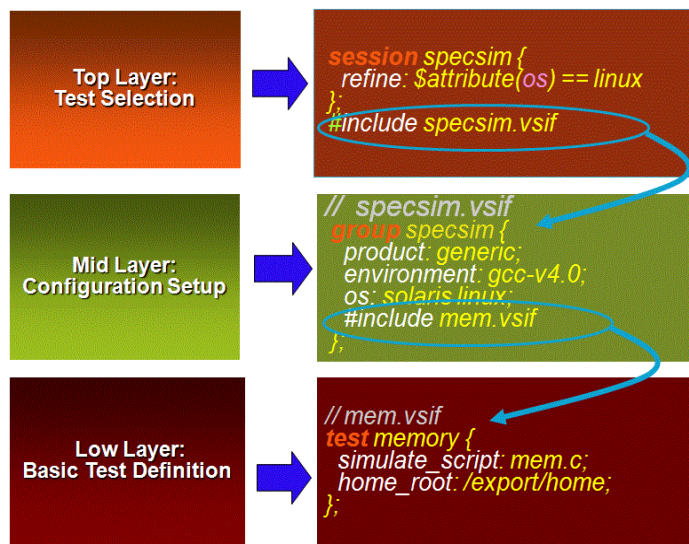 Top Layer:
Test Selection
session specsim {
refine: $attribute(os) == linux
};
#include specsim.vsif
Mid Layer:
Configuration Setup
// specsim.vsif
group specsim {
product: generic;
environment: gcc-v4.0;
os: solaris linux;
#include mem.vsif
};
Low Layer:
Basic Test Definition
// mem.vsif
test memory {
simulate_script: mem.c;
home_root: /export/home;
};